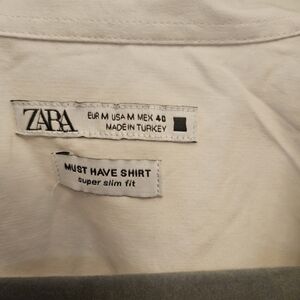 ZARA
EUR M USA M MEX 40
MADE IN TURKEY
MUST HAVE SHIRT
super slim fit